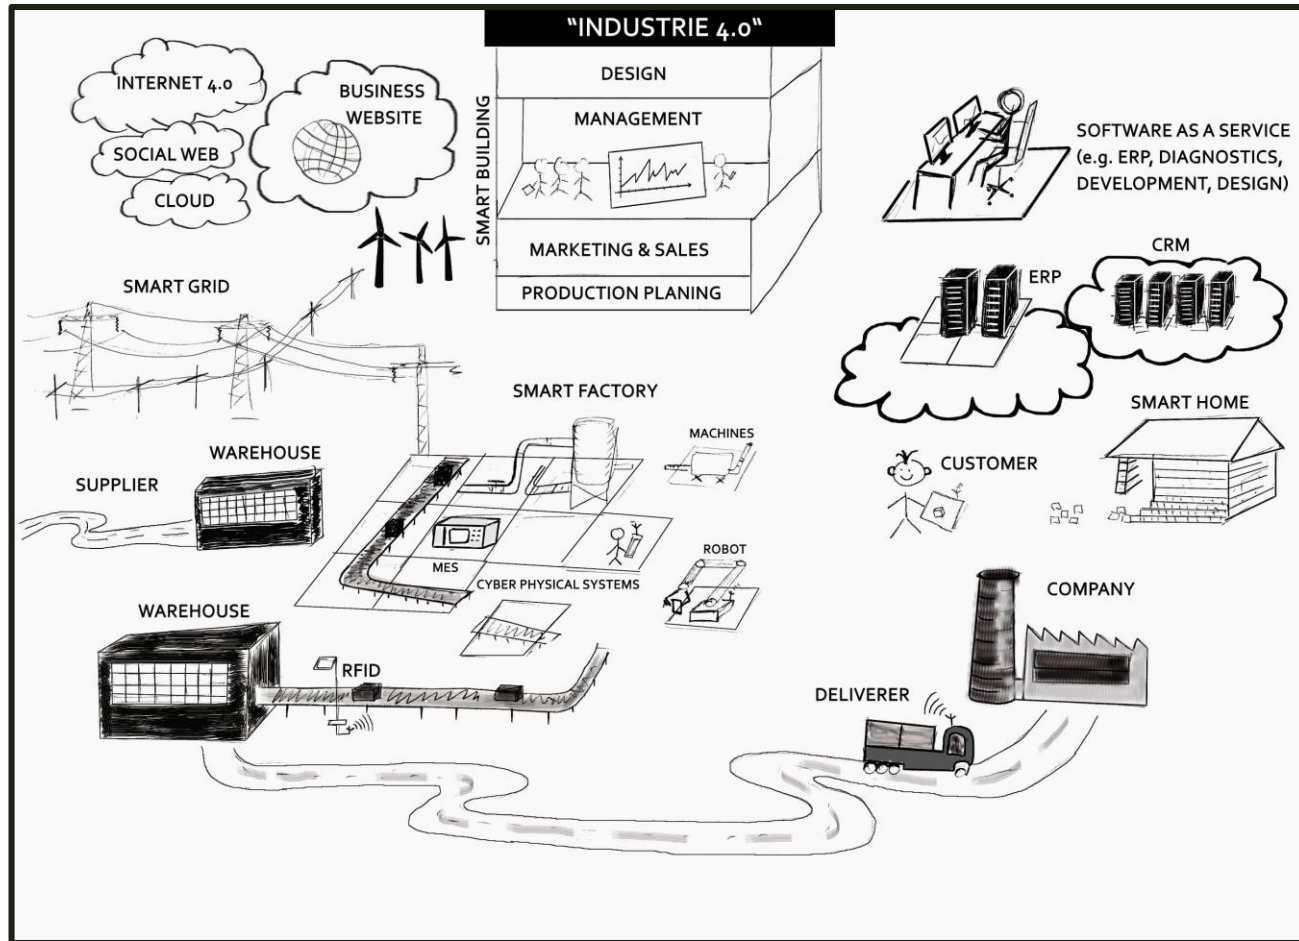 "INDUSTRIE 4.0"
INTERNET 4.0
BUSINESS
WEBSITE
SOCIAL WEB
CLOUD
SMART BUILDING
DESIGN
MANAGEMENT
MARKETING & SALES
PRODUCTION PLANING
SOFTWARE AS A SERVICE
(e.g. ERP, DIAGNOSTICS,
DEVELOPMENT, DESIGN)
CRM
ERP
SMART GRID
SMART FACTORY
MACHINES
SMART HOME
WAREHOUSE
SUPPLIER
CUSTOMER
MES
CYBER PHYSICAL SYSTEMS
ROBOT
COMPANY
WAREHOUSE
RFID
DELIVERER